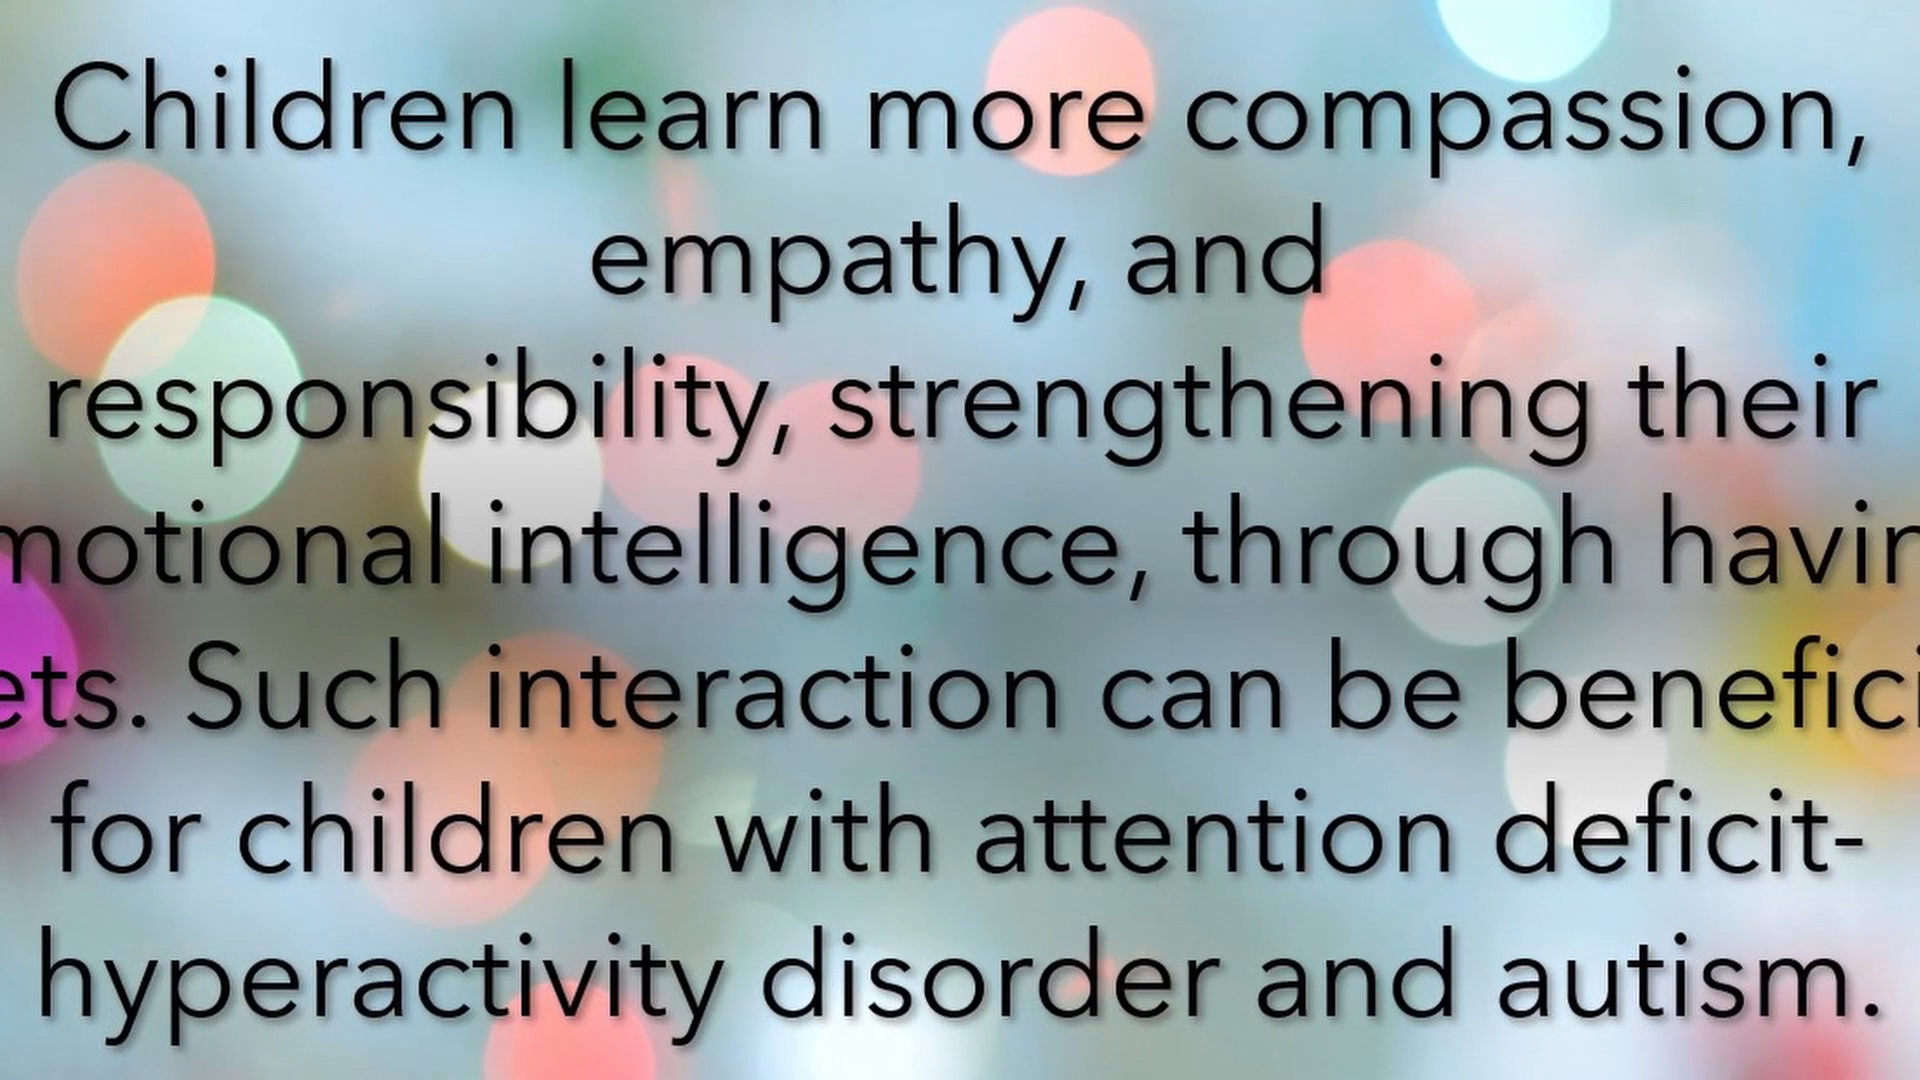 Children learn more compassion,
empathy, and
responsibility, strengthening their
motional intelligence, through havin
ets. Such interaction can be benefici
for children with attention deficit-
hyperactivity disorder and autism.